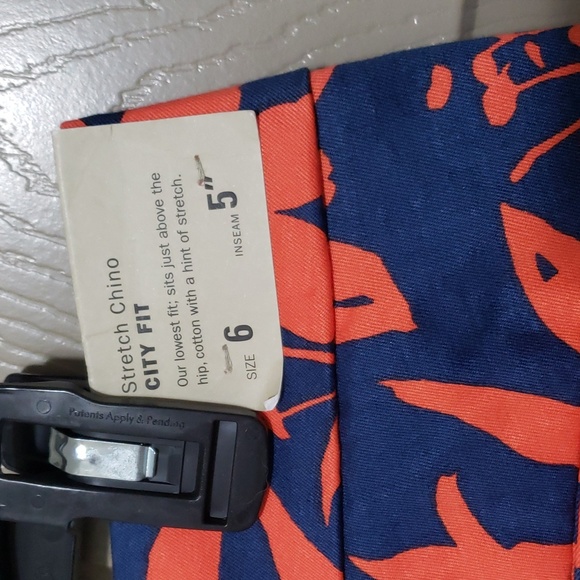 Stretch Chino
CITY FIT
Our lowest fit; sits just above the
hip, cotton with a hint of stretch.
SIZE 6 INSEAM 5"
Patents Apply & Pending